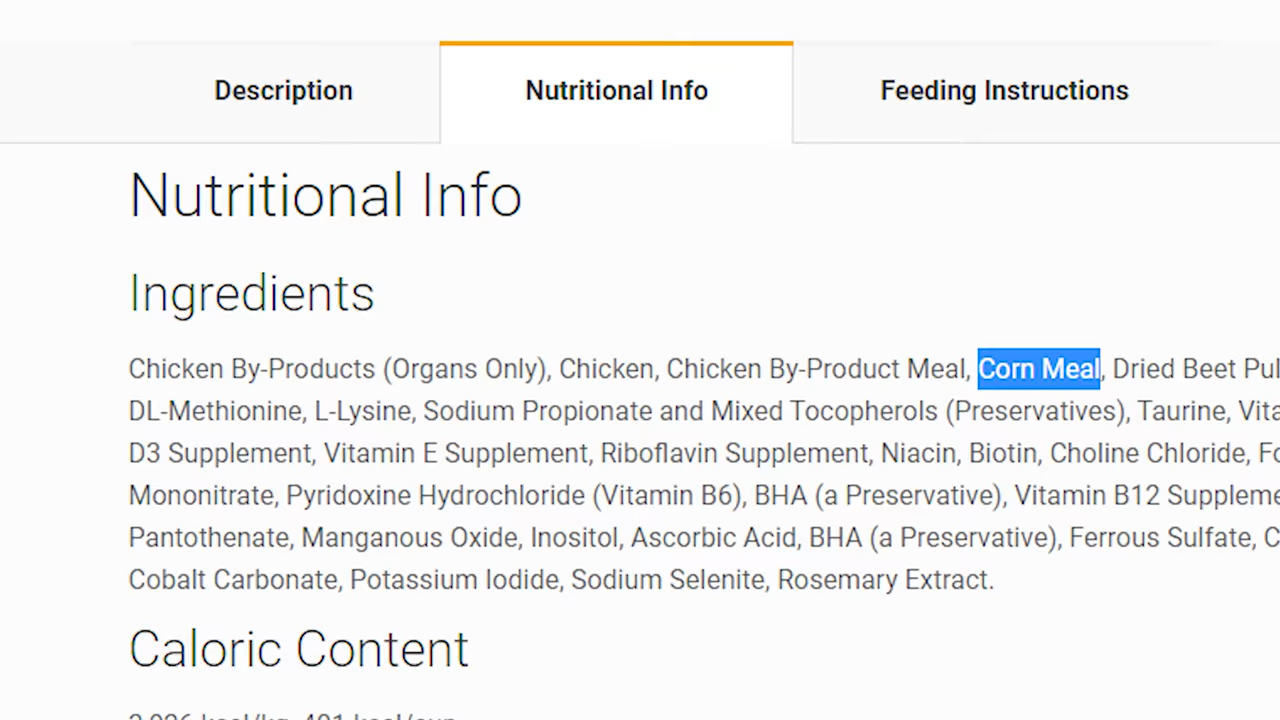 Description Nutritional Info Feeding Instructions
Nutritional Info
Ingredients
Chicken By-Products (Organs Only), Chicken, Chicken By-Product Meal, Corn Meal, Dried Beet
DL-Methionine, L-Lysine, Sodium Propionate and Mixed Tocopherols (Preservatives), Taurine,
D3 Supplement, Vitamin E Supplement, Riboflavin Supplement, Niacin, Biotin, Choline Chloride,
Mononitrate, Pyridoxine Hydrochloride (Vitamin B6), BHA (a Preservative), Vitamin B12
Pantothenate, Manganous Oxide, Inositol, Ascorbic Acid, BHA (a Preservative), Ferrous Sulfate,
Cobalt Carbonate, Potassium Iodide, Sodium Selenite, Rosemary Extract.
Caloric Content